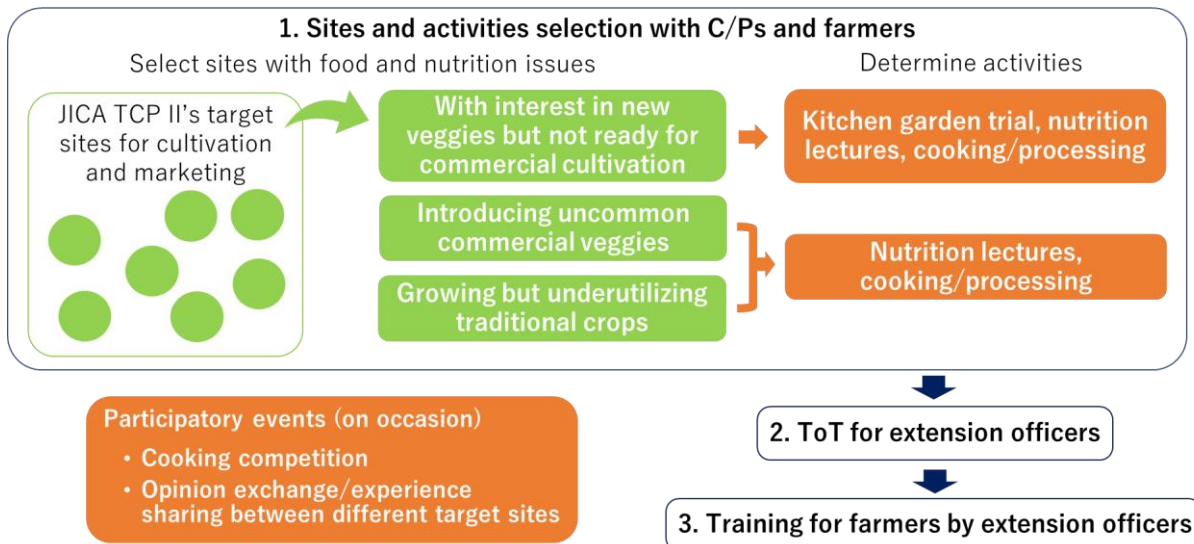 1. Sites and activities selection with C/Ps and farmers
Select sites with food and nutrition issues
Determine activities
JICA TCP II's target
sites for cultivation
and marketing
With interest in new
veggies but not ready for
commercial cultivation
Kitchen garden trial, nutrition
lectures, cooking/processing
Introducing uncommon
commercial veggies
Growing but underutilizing
traditional crops
Nutrition lectures,
cooking/processing
Participatory events (on occasion)
• Cooking competition
• Opinion exchange/experience
sharing between different target sites
2. ToT for extension officers
3. Training for farmers by extension officers